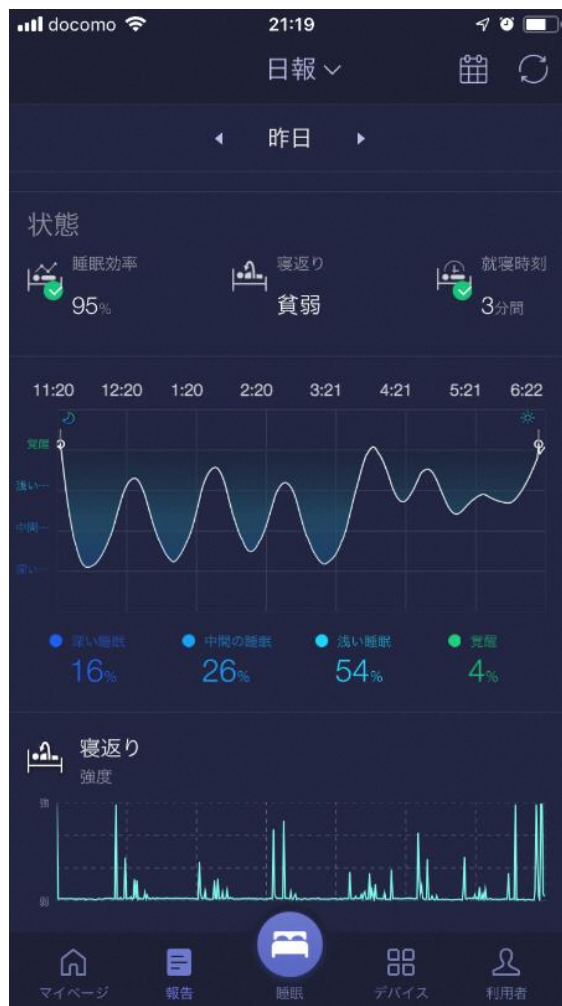 docomo 21:19
日報
昨日
状態
睡眠効率 寝返り 就寝時刻
95% 貧弱 3分間
11:20 12:20 1:20 2:20 3:21 4:21 5:21 6:22
覚醒
浅い…
中間…
深い…
深い睡眠 中間の睡眠 浅い睡眠 覚醒
16% 26% 54% 4%
寝返り
強度
強
弱
マイページ 報告 睡眠 デバイス 利用者